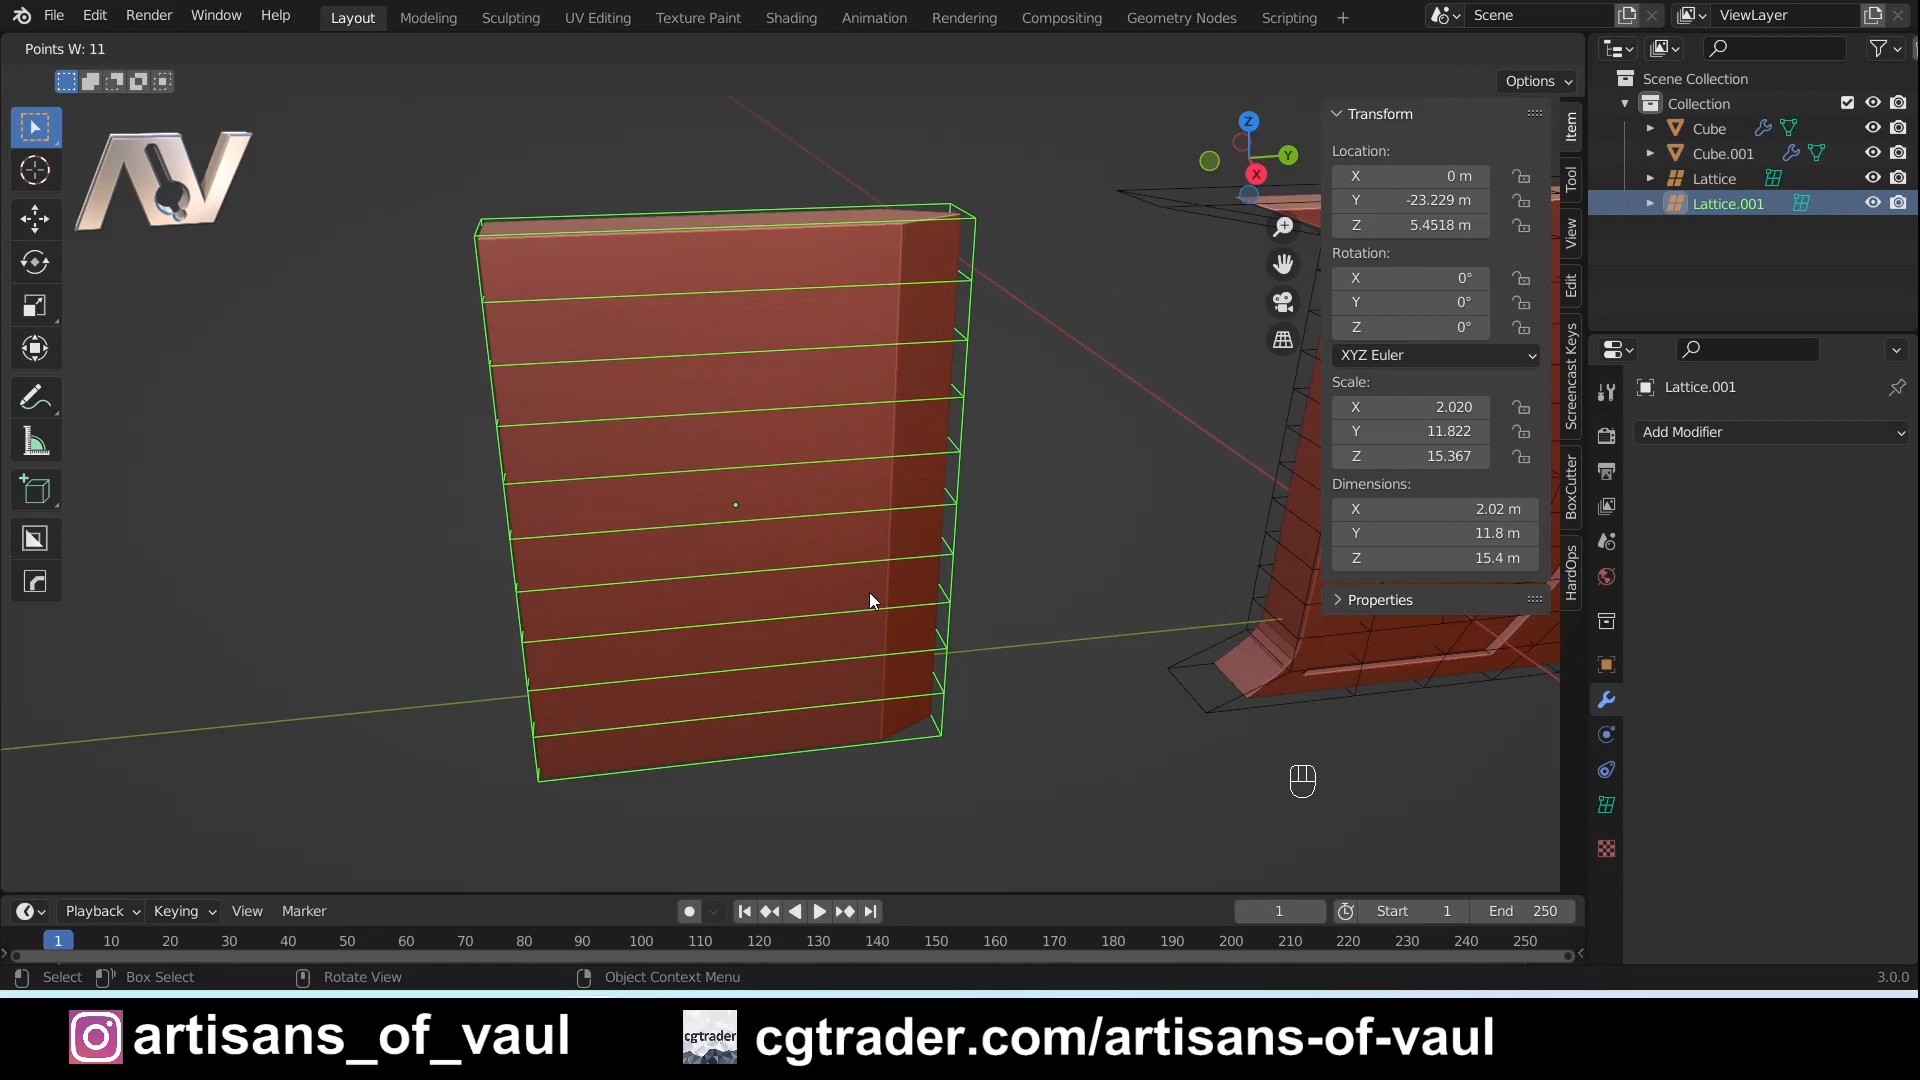 File Edit Render Window Help Layout Modeling Sculpting UV Editing Texture Paint Shading Animation Rendering Compositing Geometry Nodes Scripting + Scene ViewLayer
Points W: 11
Options
AV
Transform
Location:
X 0 m
Y -23.229 m
Z 5.4518 m
Rotation:
X 0°
Y 0°
Z 0°
XYZ Euler
Scale:
X 2.020
Y 11.822
Z 15.367
Dimensions:
X 2.02 m
Y 11.8 m
Z 15.4 m
Properties
Z
Y
X
Item
Tool
View
Edit
Screencast Keys
BoxCutter
HardOps
Scene Collection
Collection
Cube
Cube.001
Lattice
Lattice.001
Lattice.001
Add Modifier
Playback Keying View Marker 1 Start 1 End 250
1 10 20 30 40 50 60 70 80 90 100 110 120 130 140 150 160 170 180 190 200 210 220 230 240 250
Select Box Select Rotate View Object Context Menu 3.0.0
artisans_of_vaul cgtrader cgtrader.com/artisans-of-vaul